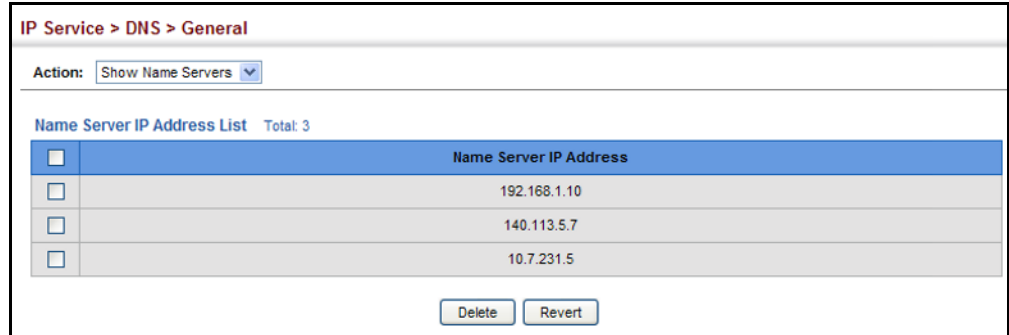 IP Service > DNS > General
Action: Show Name Servers
Name Server IP Address List Total: 3
Name Server IP Address
192.168.1.10
140.113.5.7
10.7.231.5
Delete Revert